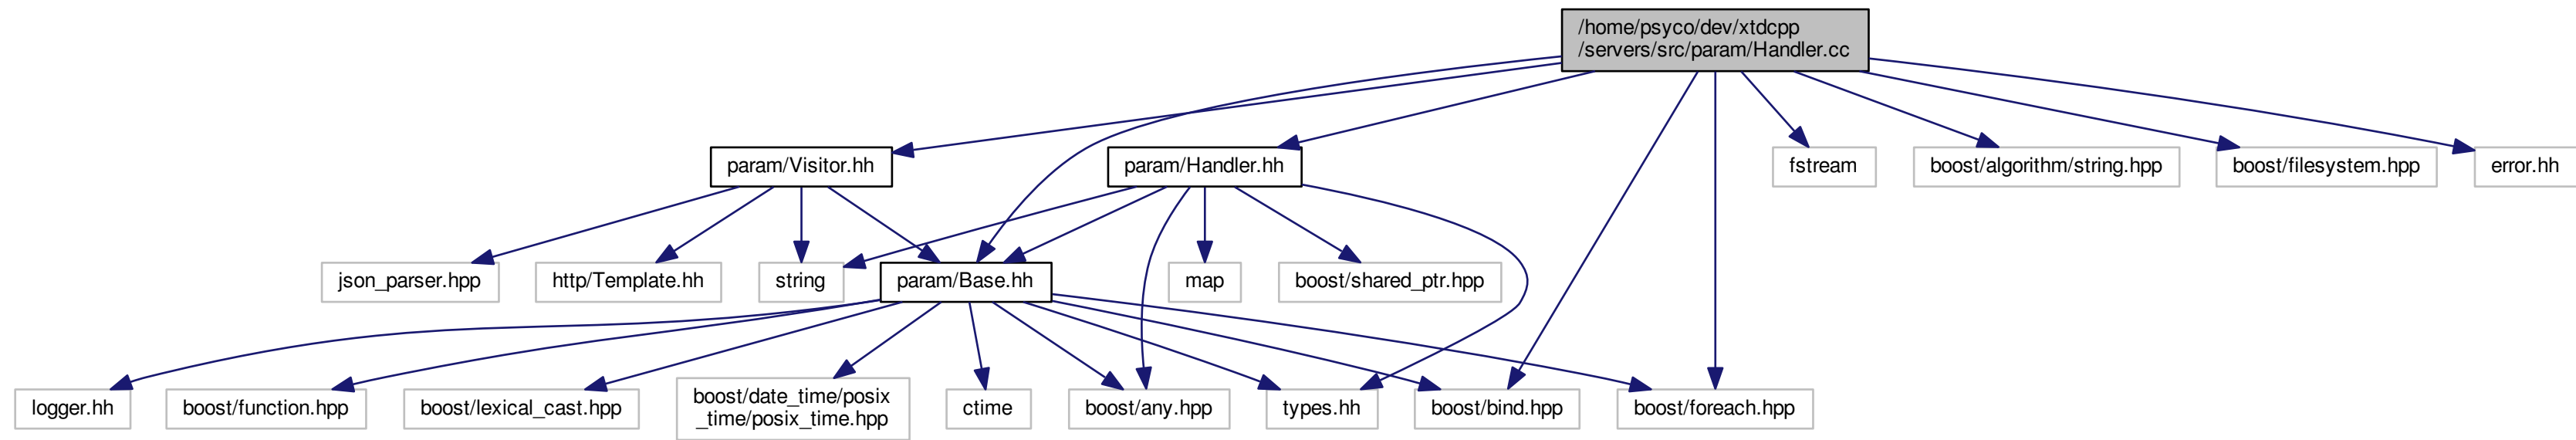 /home/psyco/dev/xtdcpp
/servers/src/param/Handler.cc
param/Visitor.hh
param/Handler.hh
fstream
boost/algorithm/string.hpp
boost/filesystem.hpp
error.hh
json_parser.hpp
http/Template.hh
string
param/Base.hh
map
boost/shared_ptr.hpp
logger.hh
boost/function.hpp
boost/lexical_cast.hpp
boost/date_time/posix
_time/posix_time.hpp
ctime
boost/any.hpp
types.hh
boost/bind.hpp
boost/foreach.hpp